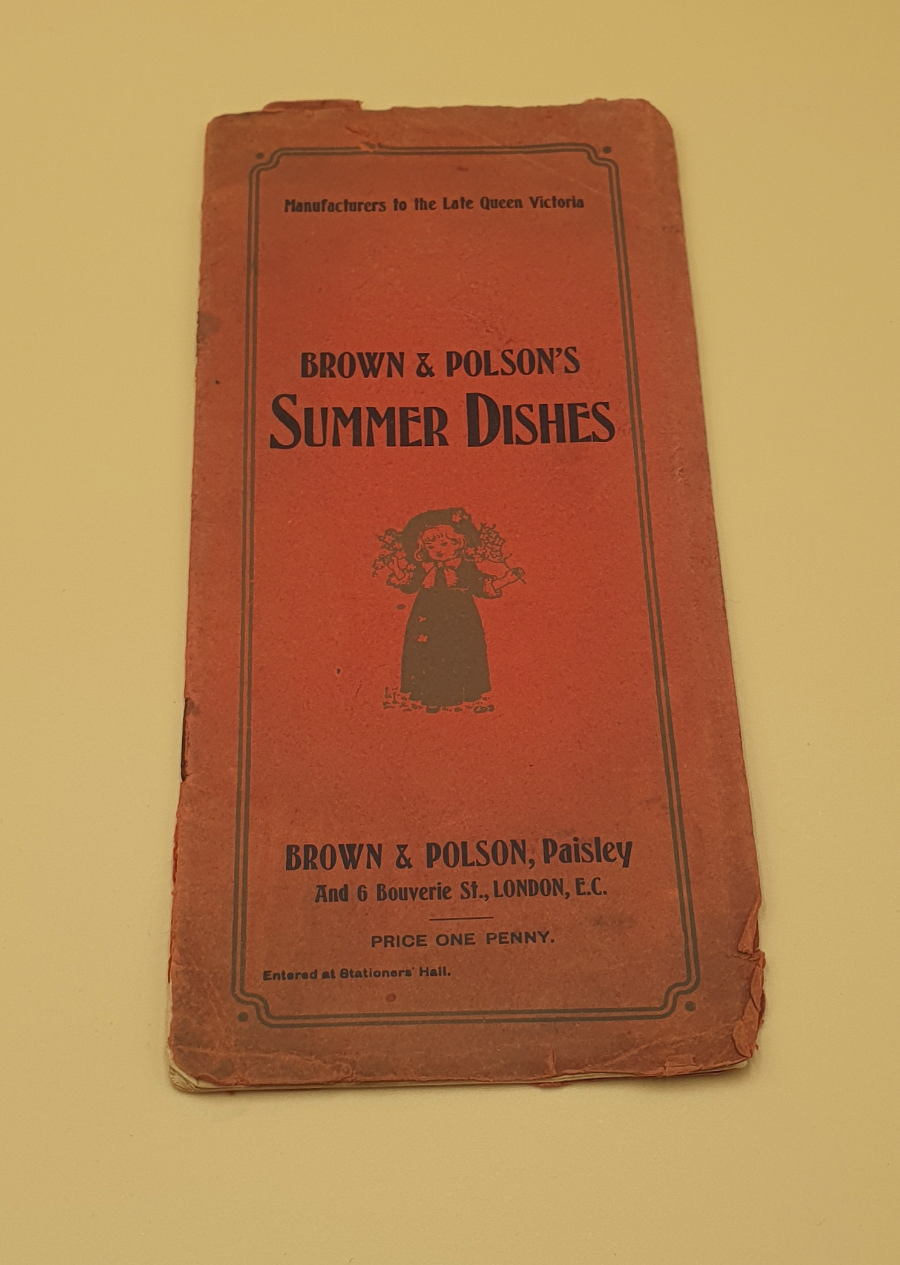 Manufacturers to the Late Queen Victoria
BROWN & POLSON'S
SUMMER DISHES
BROWN & POLSON, Paisley
And 6 Bouverie St., LONDON, E.C.
PRICE ONE PENNY.
Entered at Stationers' Hall.